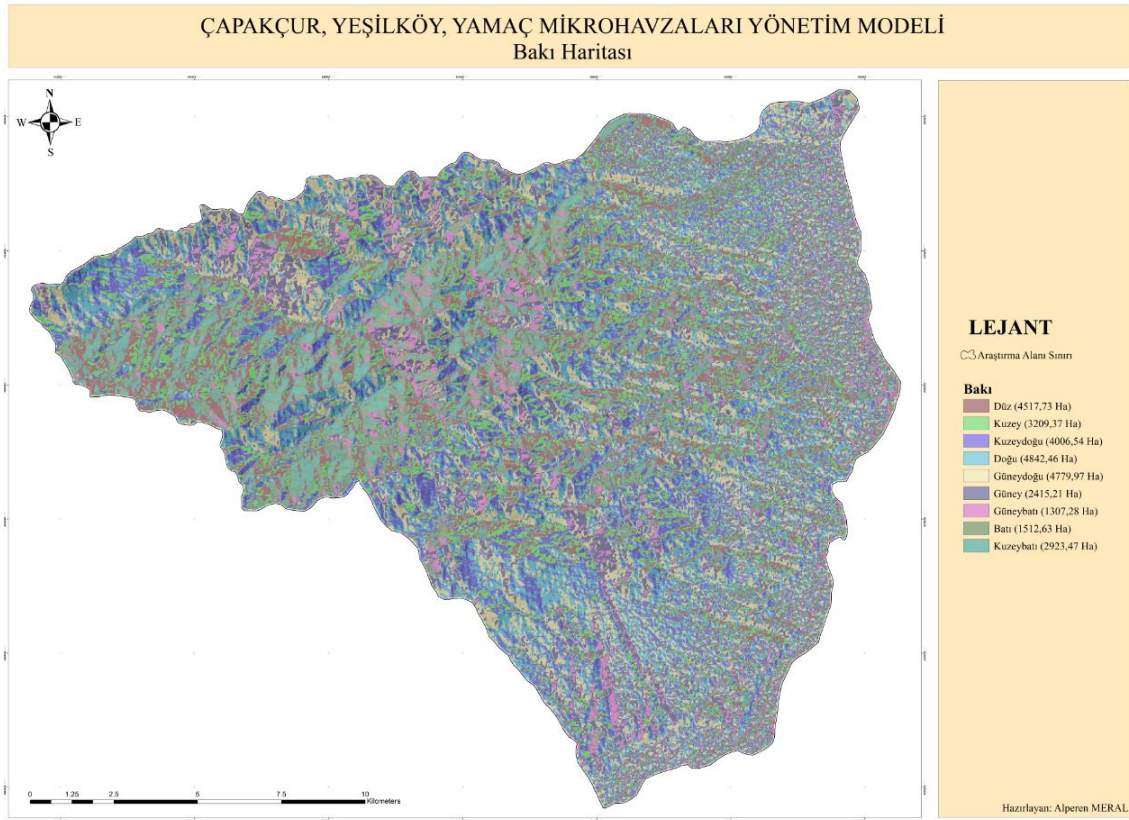 ÇAPAKÇUR, YEŞİLKÖY, YAMAÇ MİKROHAVZALARI YÖNETİM MODELİ
Bakı Haritası
N
W E
S
LEJANT
Araştırma Alanı Sınırı
Bakı
Düz (4517,73 Ha)
Kuzey (3209,37 Ha)
Kuzeydoğu (4006,54 Ha)
Doğu (4842,46 Ha)
Güneydoğu (4779,97 Ha)
Güney (2415,21 Ha)
Güneybatı (1307,28 Ha)
Batı (1512,63 Ha)
Kuzeybatı (2923,47 Ha)
0 1.25 2.5 5 7.5 10
Kilometers
Hazırlayan: Alperen MERAL